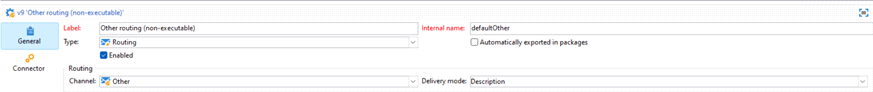 v9 'Other routing (non-executable)'
General
Connector
Label: Other routing (non-executable) Internal name: defaultOther
Type: Routing Automatically exported in packages
Enabled
Routing
Channel: Other Delivery mode: Description